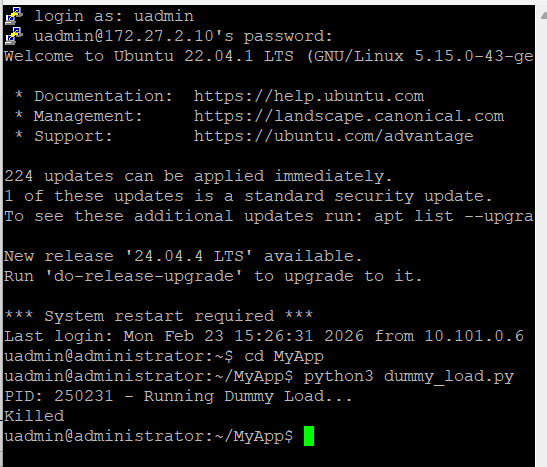 login as: uadmin
uadmin@172.27.2.10's password:
Welcome to Ubuntu 22.04.1 LTS (GNU/Linux 5.15.0-43-ge
* Documentation: https://help.ubuntu.com
* Management: https://landscape.canonical.com
* Support: https://ubuntu.com/advantage
224 updates can be applied immediately.
1 of these updates is a standard security update.
To see these additional updates run: apt list --upgra
New release '24.04.4 LTS' available.
Run 'do-release-upgrade' to upgrade to it.
*** System restart required ***
Last login: Mon Feb 23 15:26:31 2026 from 10.101.0.6
uadmin@administrator:~$ cd MyApp
uadmin@administrator:~/MyApp$ python3 dummy_load.py
PID: 250231 - Running Dummy Load...
Killed
uadmin@administrator:~/MyApp$